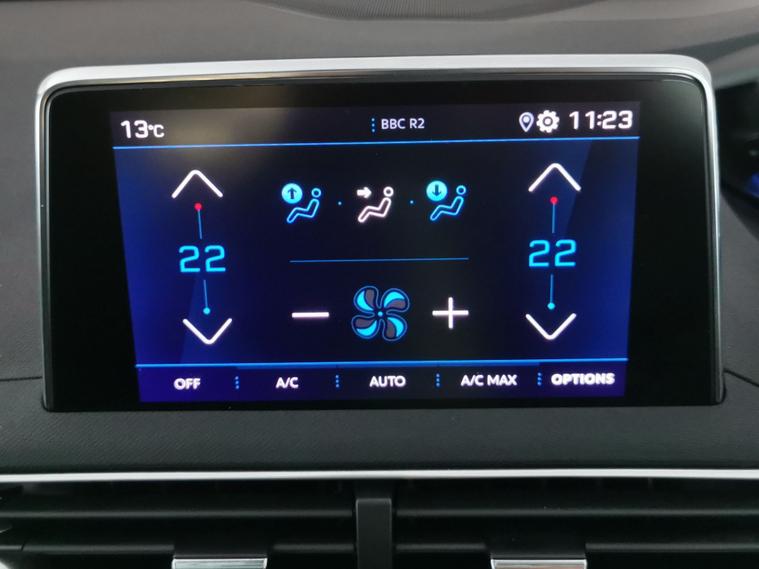 13°C BBC R2 11:23
22 22
OFF A/C AUTO A/C MAX OPTIONS